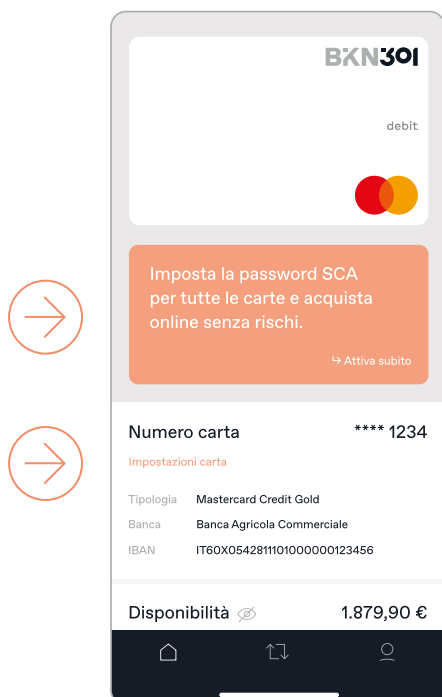 BKN301
debit
Imposta la password SCA
per tutte le carte e acquista
online senza rischi.
↳ Attiva subito
Numero carta **** 1234
Impostazioni carta
Tipologia Mastercard Credit Gold
Banca Banca Agricola Commerciale
IBAN IT60X0542811101000000123456
Disponibilità 1.879,90 €